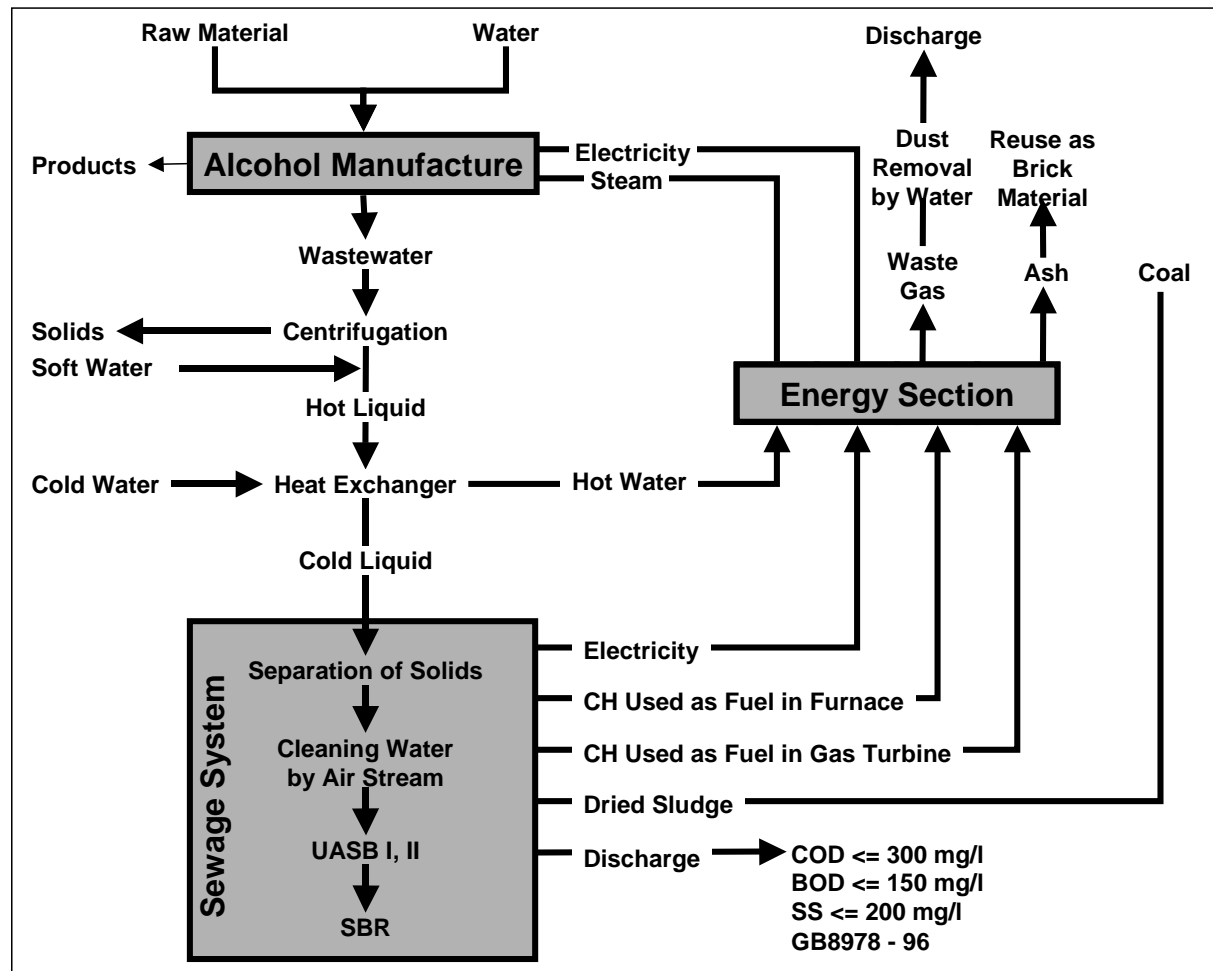 Raw Material
Water
Discharge
Products
Alcohol Manufacture
Electricity
Steam
Dust
Removal
by Water
Reuse as
Brick
Material
Wastewater
Waste
Gas
Ash
Coal
Solids
Centrifugation
Soft Water
Hot Liquid
Energy Section
Cold Water
Heat Exchanger
Hot Water
Cold Liquid
Sewage System
Separation of Solids
Cleaning Water
by Air Stream
UASB I, II
SBR
Electricity
CH Used as Fuel in Furnace
CH Used as Fuel in Gas Turbine
Dried Sludge
Discharge
COD <= 300 mg/l
BOD <= 150 mg/l
SS <= 200 mg/l
GB8978 - 96